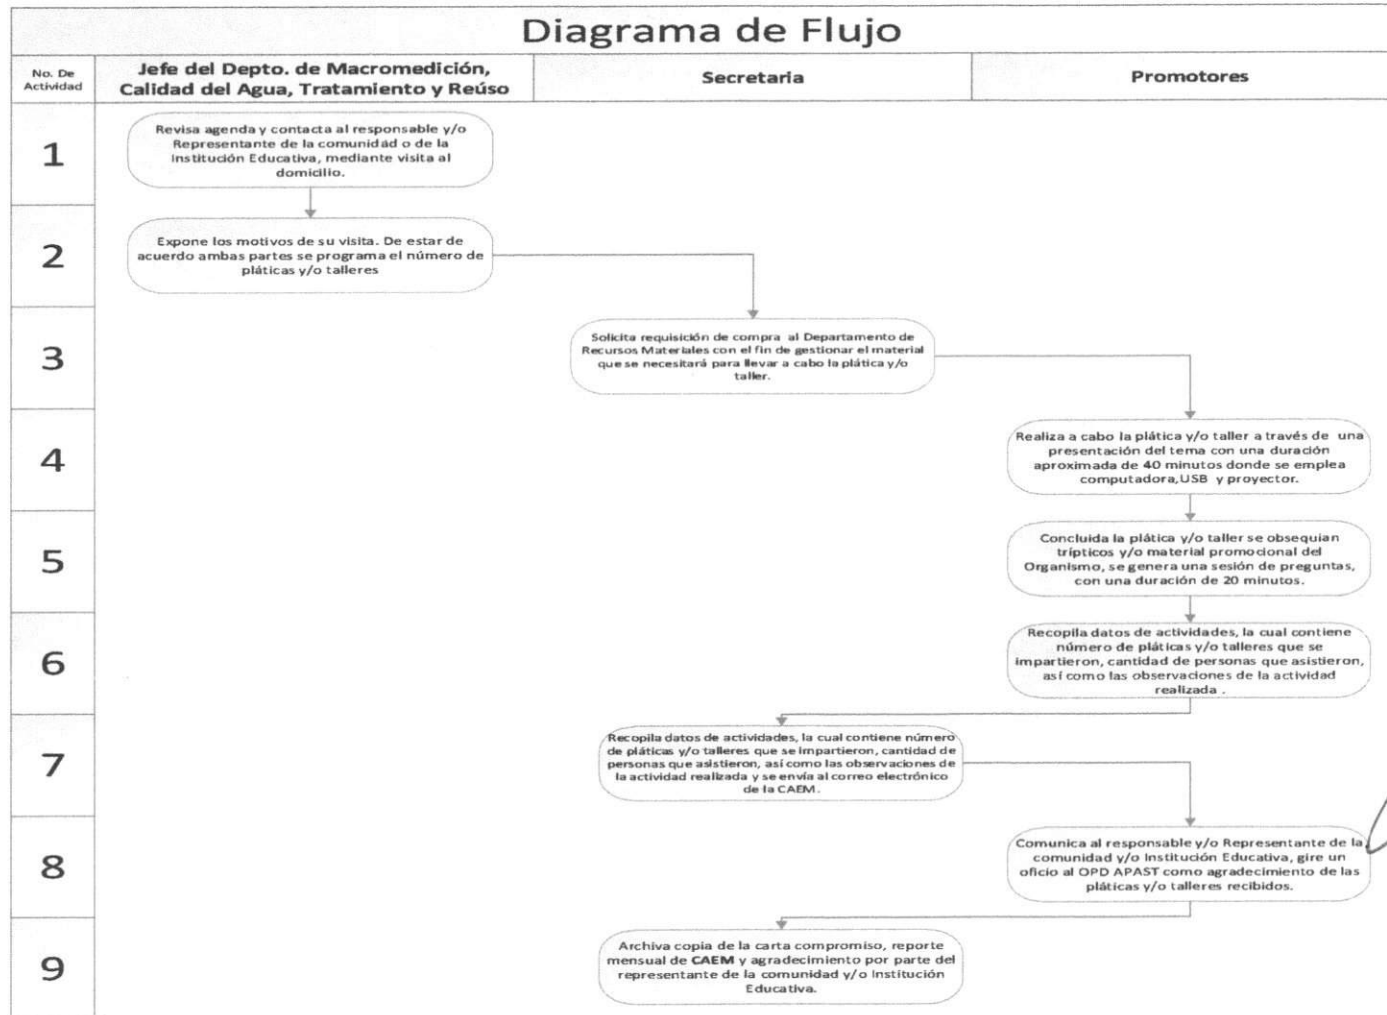 Diagrama de Flujo
No. De
Actividad
Jefe del Depto. de Macromedición,
Calidad del Agua, Tratamiento y Reúso
Secretaria
Promotores
1
Revisa agenda y contacta al responsable y/o
Representante de la comunidad o de la
Institución Educativa, mediante visita al
domicilio.
2
Expone los motivos de su visita. De estar de
acuerdo ambas partes se programa el número de
pláticas y/o talleres
3
Solicita requisición de compra al Departamento de
Recursos Materiales con el fin de gestionar el material
que se necesitará para llevar a cabo la plática y/o
taller.
4
Realiza a cabo la plática y/o taller a través de una
presentación del tema con una duración
aproximada de 40 minutos donde se emplea
computadora,USB y proyector.
5
Concluida la plática y/o taller se obsequian
trípticos y/o material promocional del
Organismo, se genera una sesión de preguntas,
con una duración de 20 minutos.
6
Recopila datos de actividades, la cual contiene
número de pláticas y/o talleres que se
impartieron, cantidad de personas que asistieron,
así como las observaciones de la actividad
realizada .
7
Recopila datos de actividades, la cual contiene número
de pláticas y/o talleres que se impartieron, cantidad de
personas que asistieron, así como las observaciones de
la actividad realizada y se envía al correo electrónico
de la CAEM.
8
Comunica al responsable y/o Representante de la
comunidad y/o Institución Educativa, gire un
oficio al OPD APAST como agradecimiento de las
pláticas y/o talleres recibidos.
9
Archiva copia de la carta compromiso, reporte
mensual de CAEM y agradecimiento por parte del
representante de la comunidad y/o Institución
Educativa.